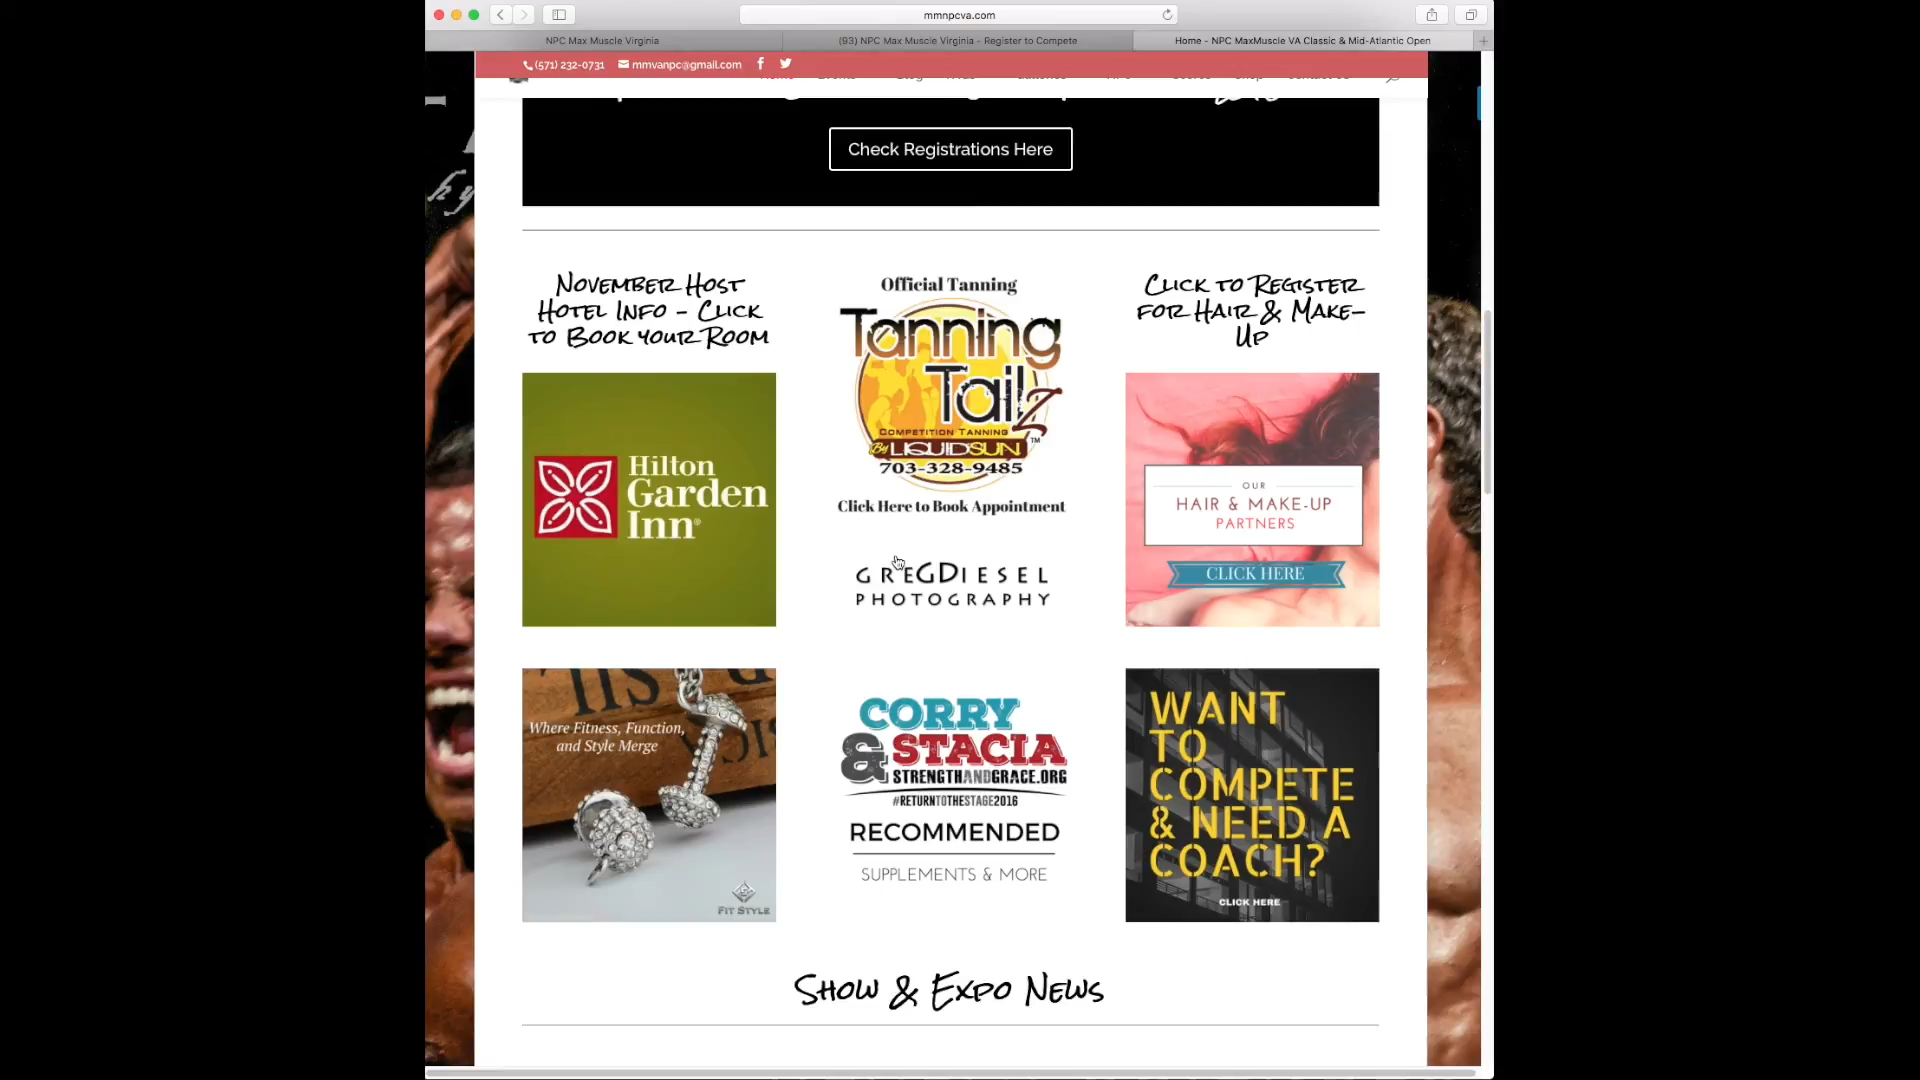 mmnpcva.com
NPC Max Muscle Virginia
(93) NPC Max Muscle Virginia - Register to Compete
Home - NPC MaxMuscle VA Classic & Mid-Atlantic Open
(571) 232-0731
mmvanpc@gmail.com
Check Registrations Here
November Host
Hotel Info - Click
to Book your Room
Hilton
Garden
Inn
Official Tanning
Tanning
Tailz
COMPETITION TANNING
By LIQUIDSUN
TM
703-328-9485
Click Here to Book Appointment
GREGDIESEL
PHOTOGRAPHY
Click to Register
for Hair & Make-
Up
OUR
HAIR & MAKE-UP
PARTNERS
CLICK HERE
Where Fitness, Function,
and Style Merge
FIT STYLE
CORRY
& STACIA
STRENGTHANDGRACE.ORG
#RETURNTOTHESTAGE2016
RECOMMENDED
SUPPLEMENTS & MORE
WANT
TO
COMPETE
& NEED A
COACH?
CLICK HERE
Show & Expo News